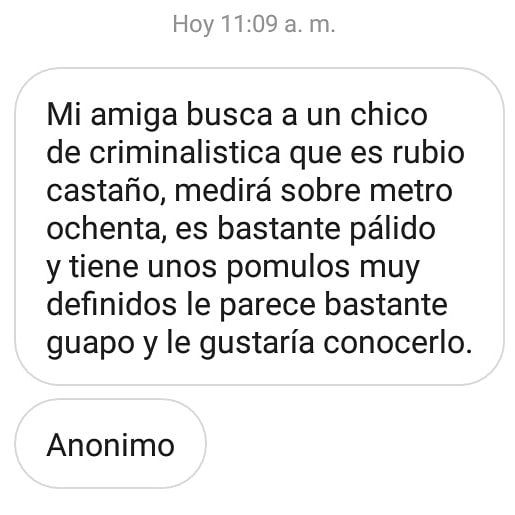 Hoy 11:09 a. m.
Mi amiga busca a un chico
de criminalistica que es rubio
castaño, medirá sobre metro
ochenta, es bastante pálido
y tiene unos pomulos muy
definidos le parece bastante
guapo y le gustaría conocerlo.
Anonimo